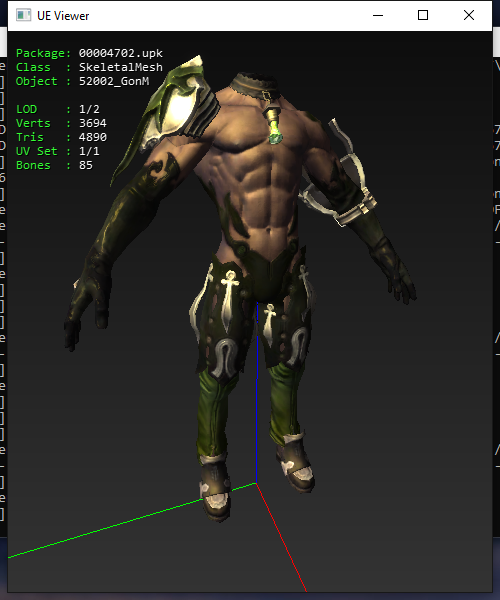 UE Viewer
Package: 00004702.upk
Class : SkeletalMesh
Object : 52002_GonM
LOD : 1/2
Verts : 3694
Tris : 4890
UV Set : 1/1
Bones : 85